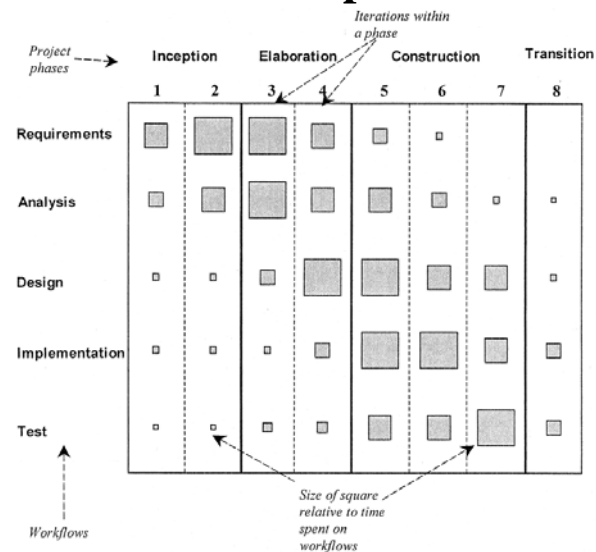 Iterations within
a phase
Project
phases
Inception
Elaboration
Construction
Transition
1 2 3 4 5 6 7 8
Requirements
Analysis
Design
Implementation
Test
Size of square
relative to time
spent on
workflows
Workflows